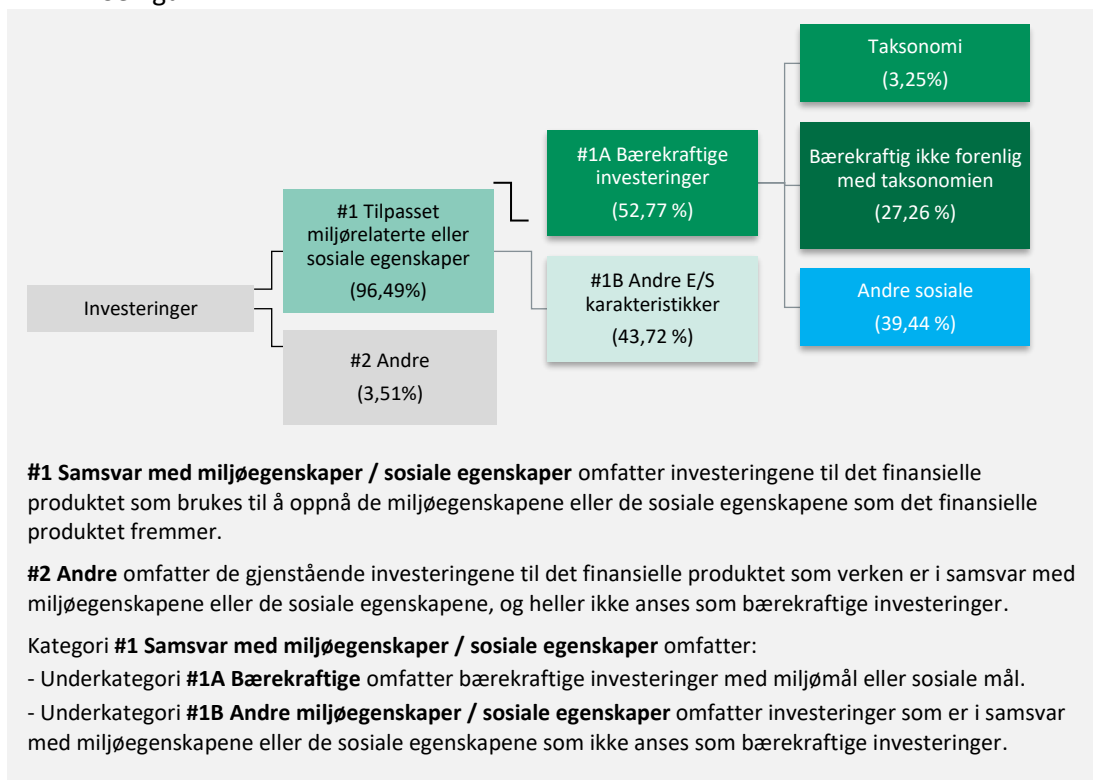 Taksonomi
(3,25%)
#1A Bærekraftige
investeringer
(52,77 %)
Bærekraftig ikke forenlig
med taksonomien
(27,26 %)
#1 Tilpasset
miljørelaterte eller
sosiale egenskaper
(96,49%)
#1B Andre E/S
karakteristikker
(43,72 %)
Andre sosiale
(39,44 %)
Investeringer
#2 Andre
(3,51%)
#1 Samsvar med miljøegenskaper / sosiale egenskaper omfatter investeringene til det finansielle
produktet som brukes til å oppnå de miljøegenskapene eller de sosiale egenskapene som det finansielle
produktet fremmer.
#2 Andre omfatter de gjenstående investeringene til det finansielle produktet som verken er i samsvar med
miljøegenskapene eller de sosiale egenskapene, og heller ikke anses som bærekraftige investeringer.
Kategori #1 Samsvar med miljøegenskaper / sosiale egenskaper omfatter:
- Underkategori #1A Bærekraftige omfatter bærekraftige investeringer med miljømål eller sosiale mål.
- Underkategori #1B Andre miljøegenskaper / sosiale egenskaper omfatter investeringer som er i samsvar
med miljøegenskapene eller de sosiale egenskapene som ikke anses som bærekraftige investeringer.